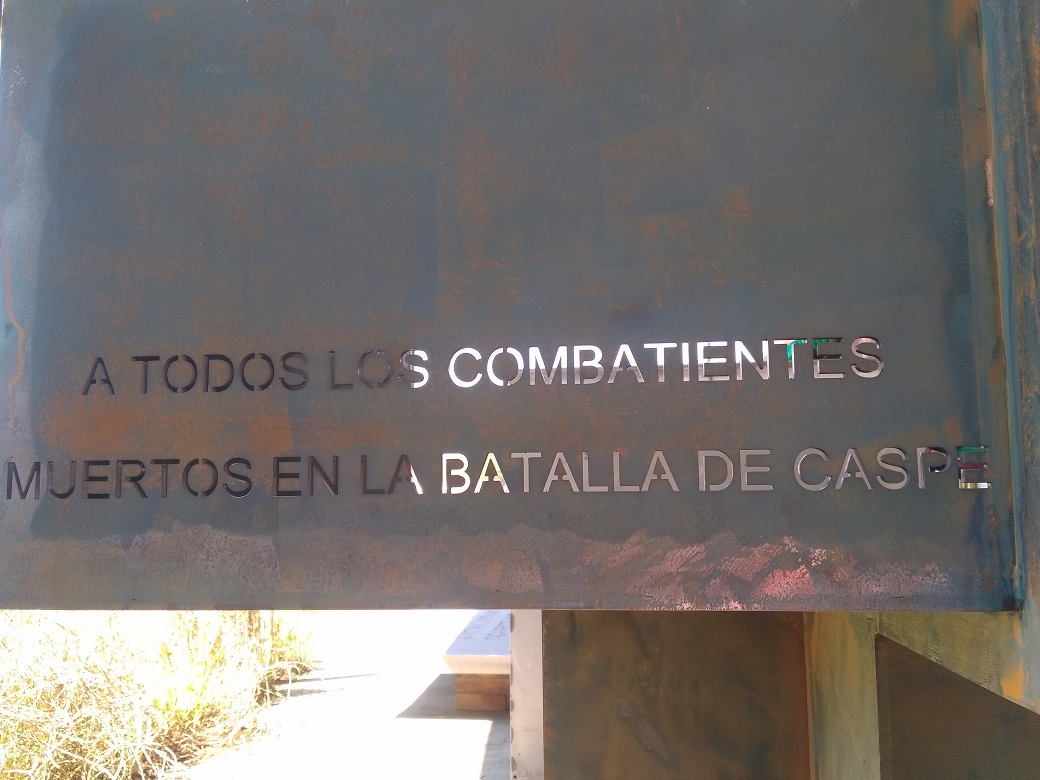 A TODOS LOS COMBATIENTES
MUERTOS EN LA BATALLA DE CASPE